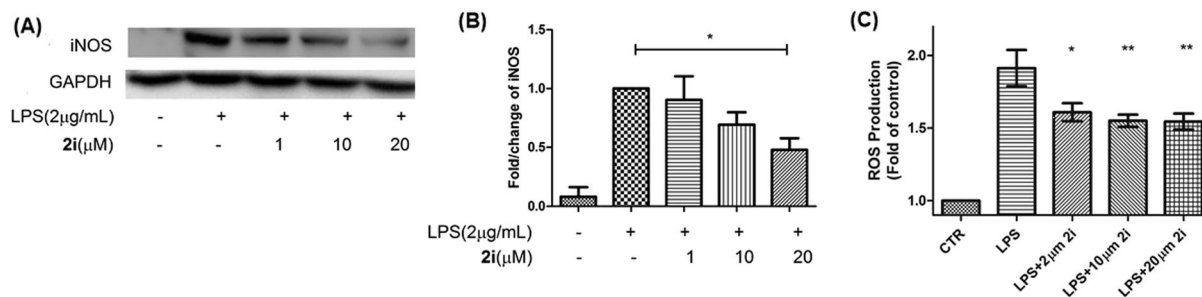 (A)
iNOS
GAPDH
LPS(2µg/mL) - + + + +
2i(µM) - - 1 10 20
(B)
*
Fold/change of iNOS
1.5
1.0
0.5
0.0
LPS(2µg/mL) - + + + +
2i(µM) - - 1 10 20
(C)
* ** **
ROS Production
(Fold of control)
2.0
1.5
1.0
CTR
LPS
LPS+2µm 2i
LPS+10µm 2i
LPS+20µm 2i